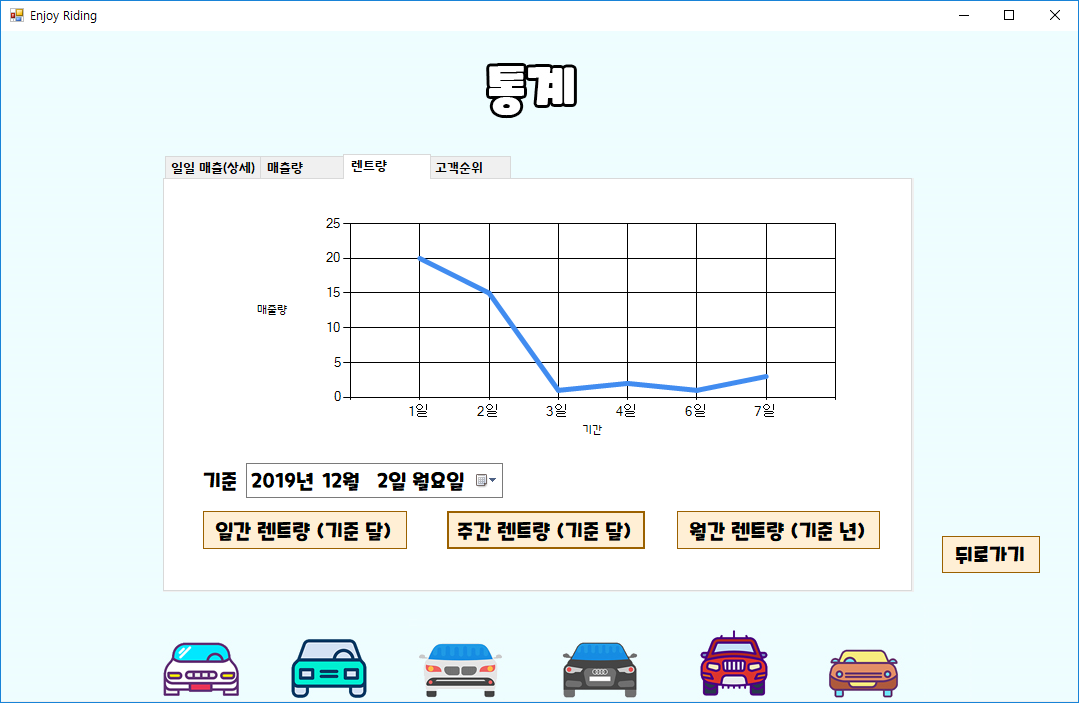 Enjoy Riding
통계
일일 매출(상세) 매출량 렌트량 고객순위
25
20
15
10
5
0
매출량
1일 2일 3일 4일 6일 7일
기간
기준 2019년 12월 2일 월요일
일간 렌트량 (기준 달) 주간 렌트량 (기준 달) 월간 렌트량 (기준 년)
뒤로가기